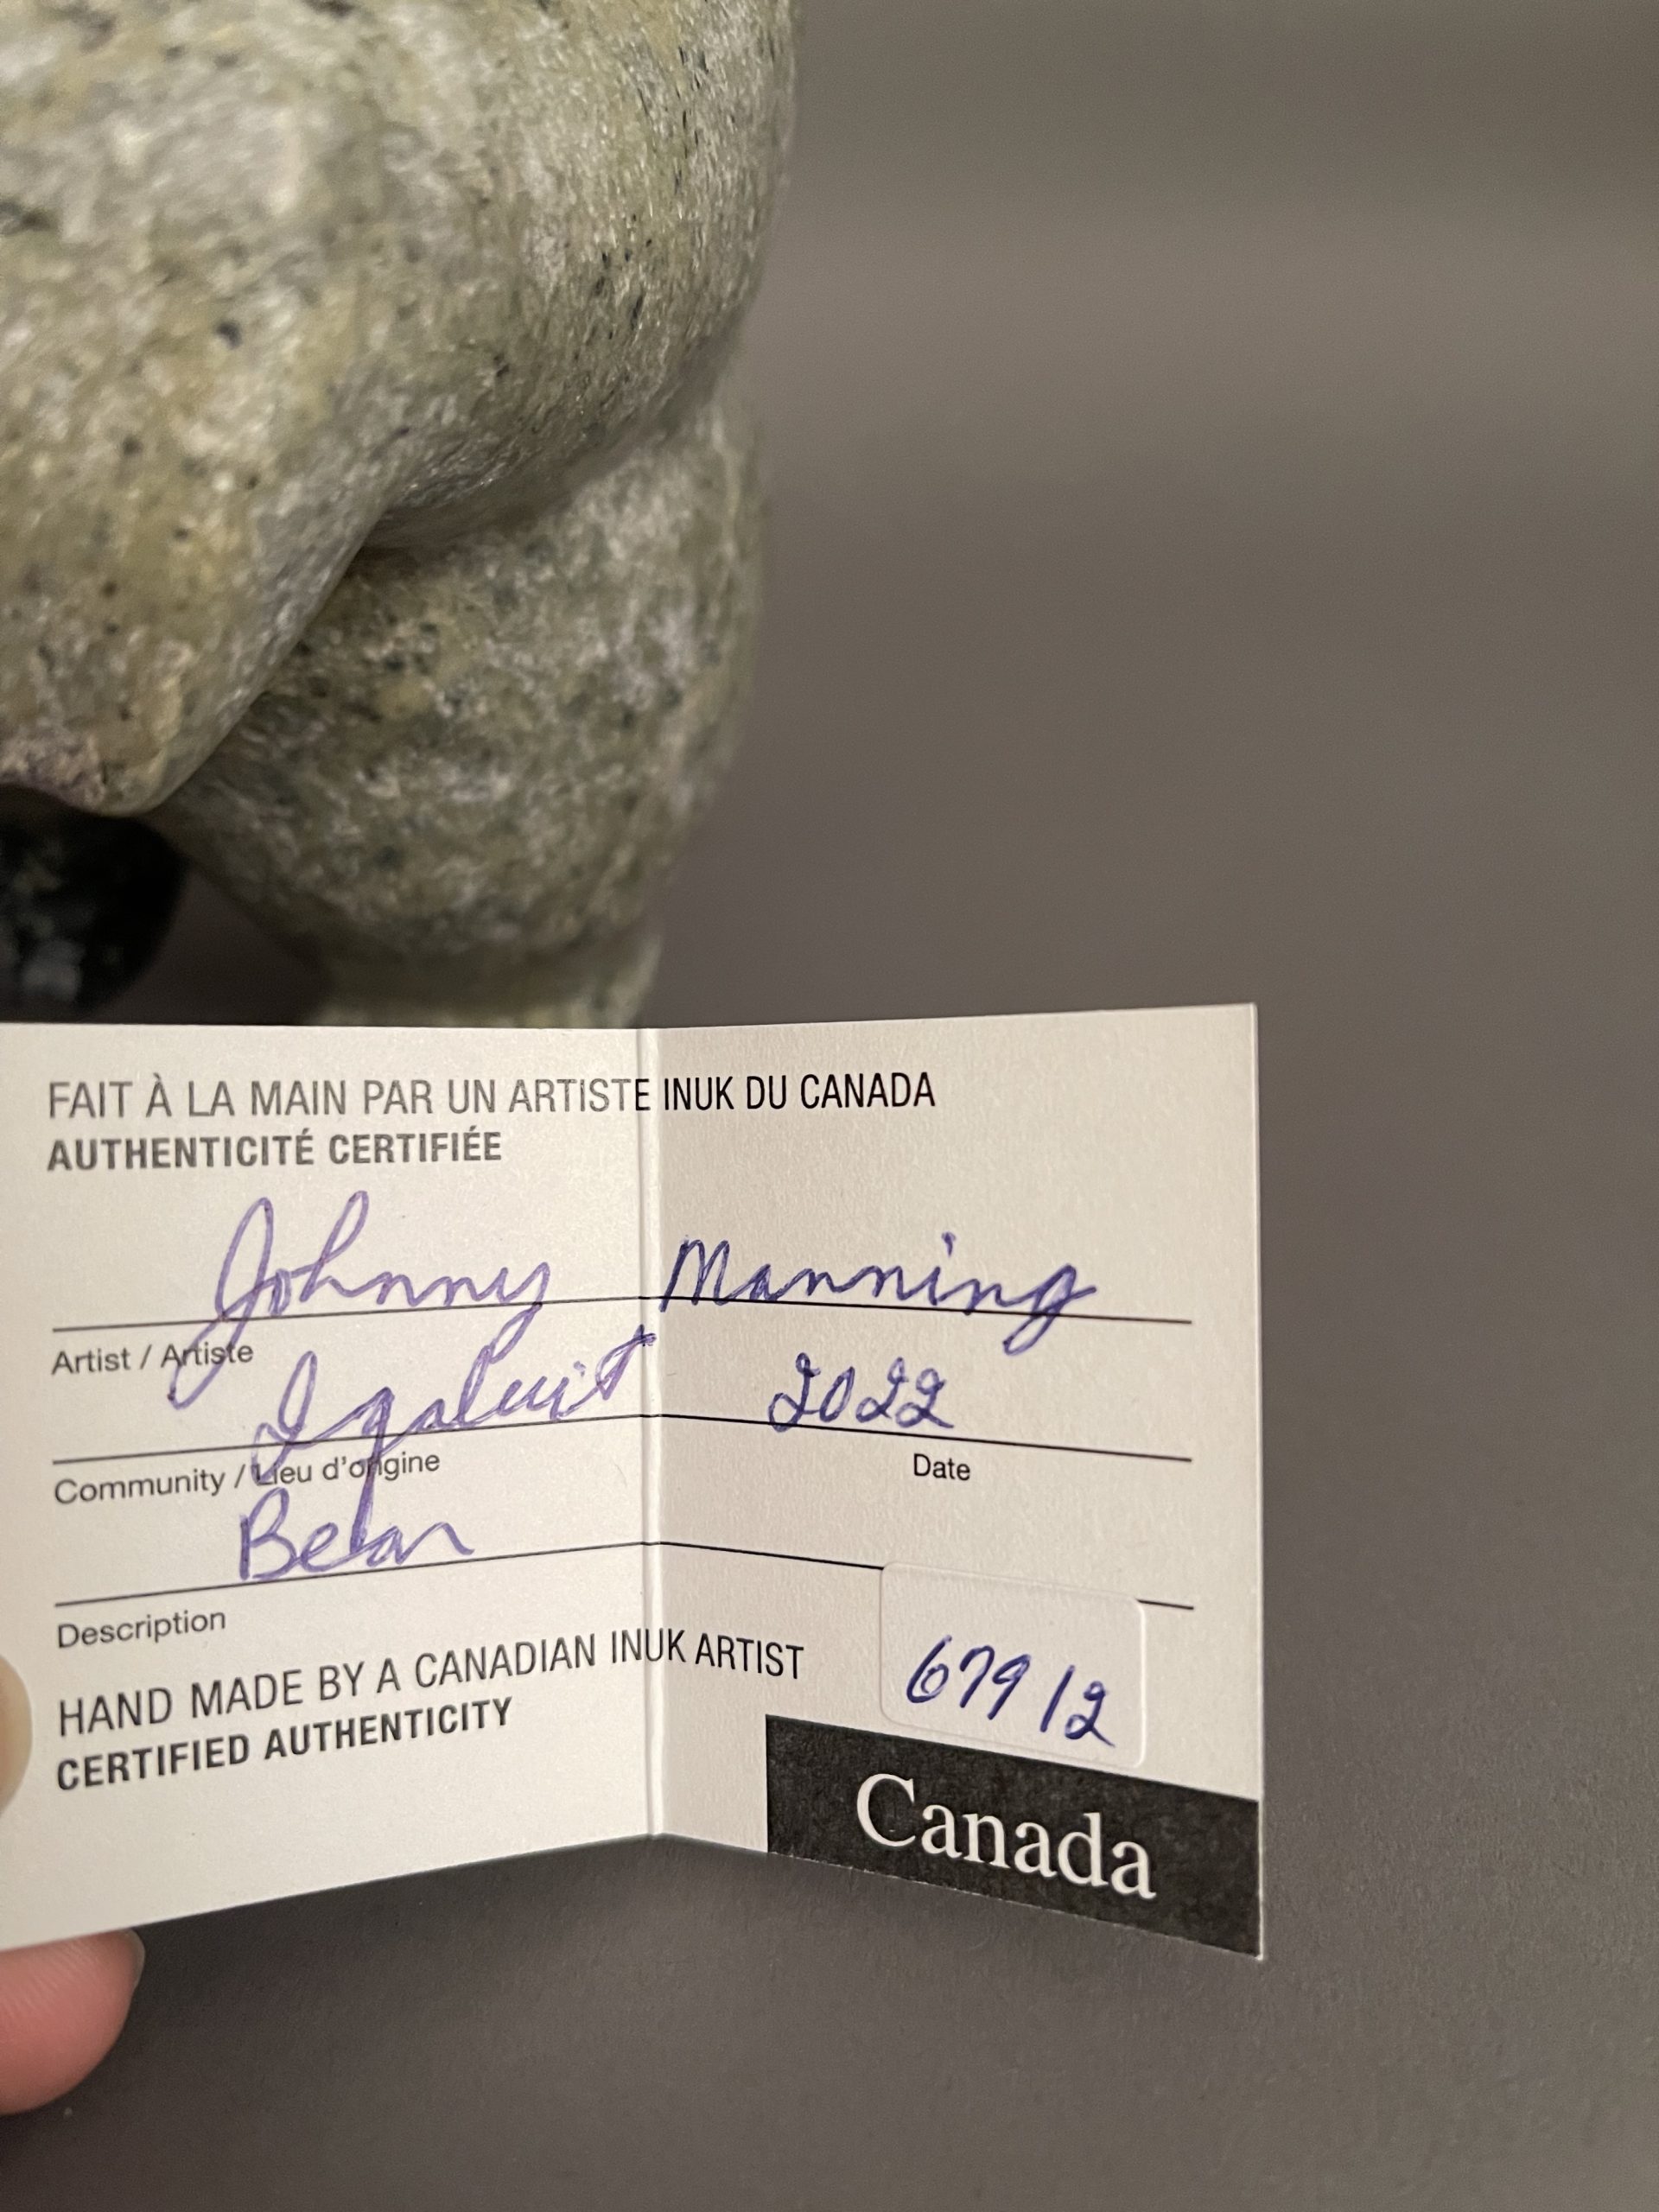 FAIT À LA MAIN PAR UN ARTISTE INUK DU CANADA
AUTHENTICITÉ CERTIFIÉE
Johnny Manning
Artist / Artiste
Iqaluit 2022
Community / Lieu d'origine Date
Bear
Description
HAND MADE BY A CANADIAN INUK ARTIST
CERTIFIED AUTHENTICITY
67912
Canada